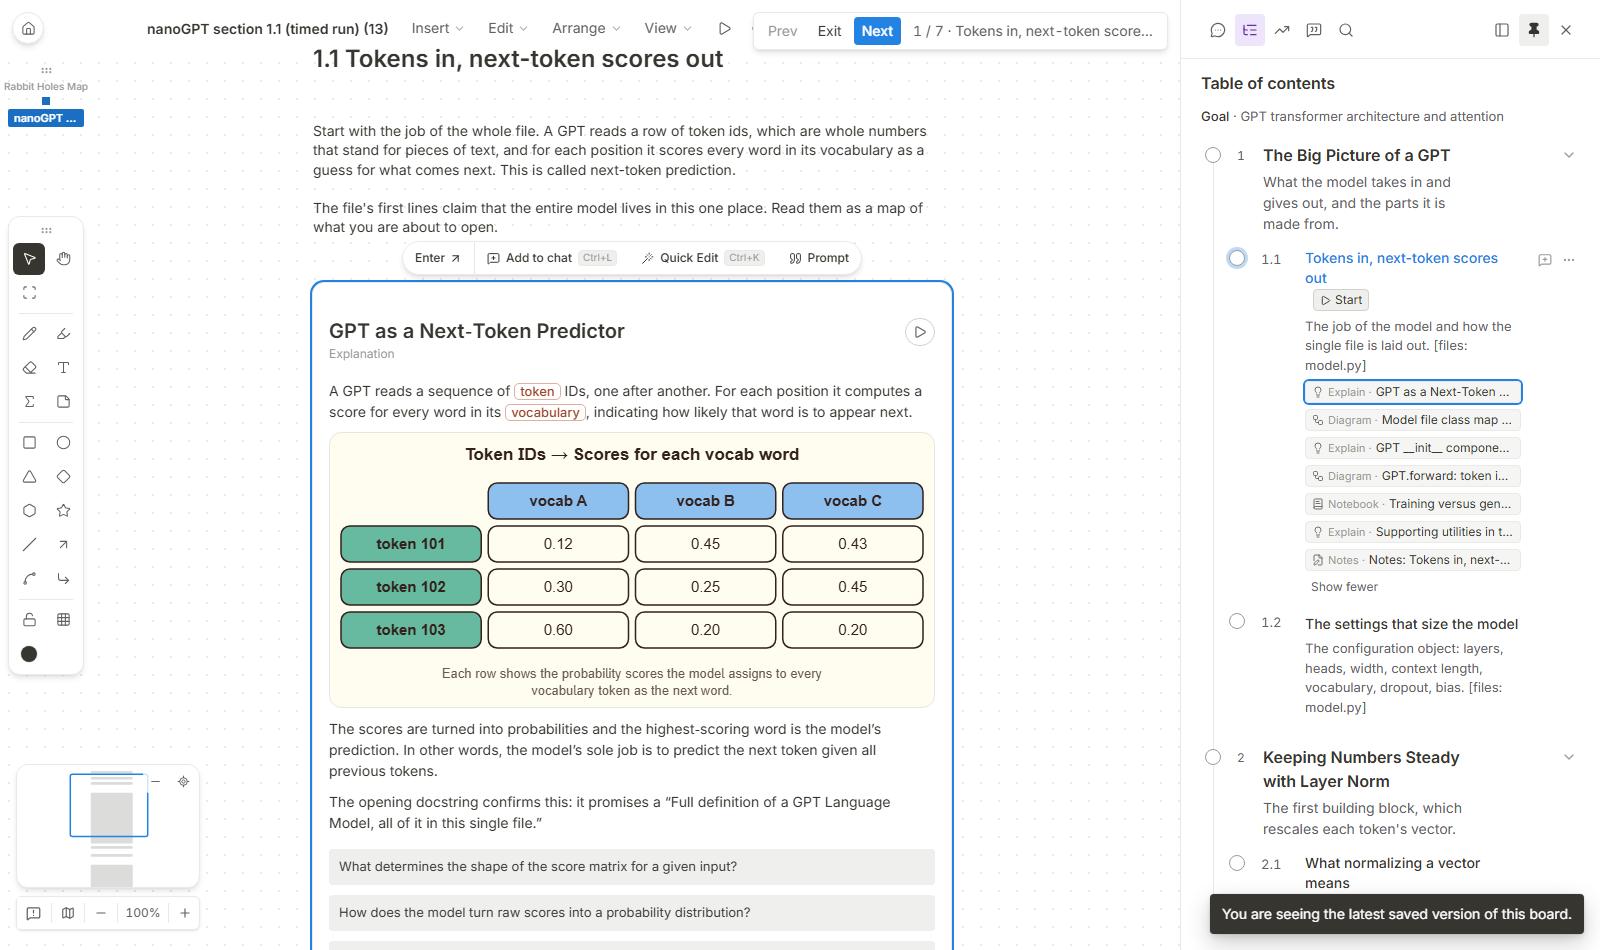 nanoGPT section 1.1 (timed run) (13)
Insert
Edit
Arrange
View
Prev
Exit
Next
1 / 7 · Tokens in, next-token score...
Rabbit Holes Map
nanoGPT ...
1.1 Tokens in, next-token scores out
Start with the job of the whole file. A GPT reads a row of token ids, which are whole numbers
that stand for pieces of text, and for each position it scores every word in its vocabulary as a
guess for what comes next. This is called next-token prediction.
The file's first lines claim that the entire model lives in this one place. Read them as a map of
what you are about to open.
Enter
Add to chat Ctrl+L
Quick Edit Ctrl+K
Prompt
GPT as a Next-Token Predictor
Explanation
A GPT reads a sequence of token IDs, one after another. For each position it computes a
score for every word in its vocabulary, indicating how likely that word is to appear next.
Token IDs → Scores for each vocab word
vocab A vocab B vocab C
token 101 0.12 0.45 0.43
token 102 0.30 0.25 0.45
token 103 0.60 0.20 0.20
Each row shows the probability scores the model assigns to every
vocabulary token as the next word.
The scores are turned into probabilities and the highest-scoring word is the model’s
prediction. In other words, the model’s sole job is to predict the next token given all
previous tokens.
The opening docstring confirms this: it promises a “Full definition of a GPT Language
Model, all of it in this single file.”
What determines the shape of the score matrix for a given input?
How does the model turn raw scores into a probability distribution?
100%
Table of contents
Goal · GPT transformer architecture and attention
1 The Big Picture of a GPT
What the model takes in and
gives out, and the parts it is
made from.
1.1 Tokens in, next-token scores
out
Start
The job of the model and how the
single file is laid out. [files:
model.py]
Explain · GPT as a Next-Token ...
Diagram · Model file class map ...
Explain · GPT __init__ compone...
Diagram · GPT.forward: token i...
Notebook · Training versus gen...
Explain · Supporting utilities in t...
Notes · Notes: Tokens in, next-...
Show fewer
1.2 The settings that size the model
The configuration object: layers,
heads, width, context length,
vocabulary, dropout, bias. [files:
model.py]
2 Keeping Numbers Steady
with Layer Norm
The first building block, which
rescales each token's vector.
2.1 What normalizing a vector
means
You are seeing the latest saved version of this board.